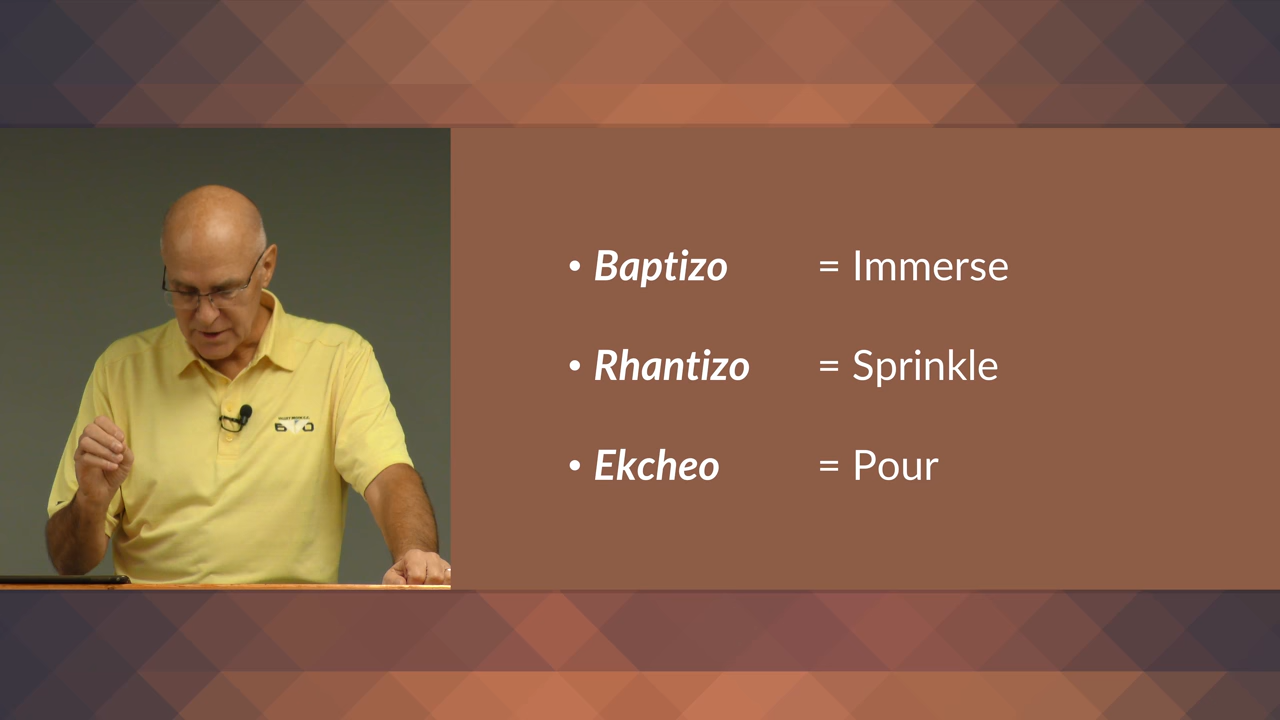 • Baptizo = Immerse
• Rhantizo = Sprinkle
• Ekcheo = Pour